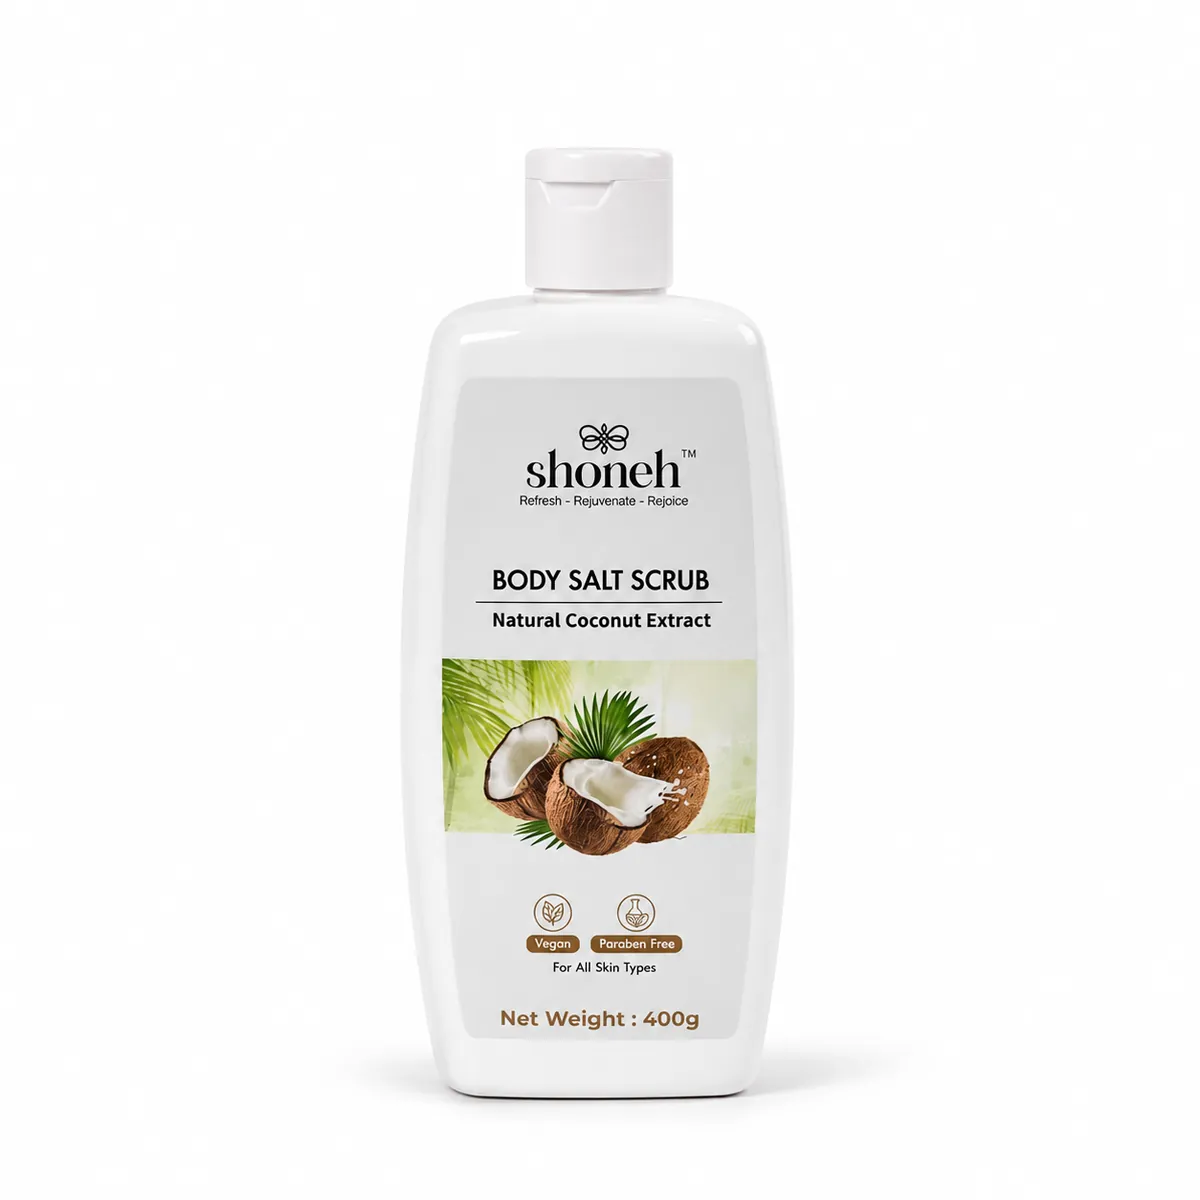 shoneh™
Refresh - Rejuvenate - Rejoice
BODY SALT SCRUB
Natural Coconut Extract
Vegan
Paraben Free
For All Skin Types
Net Weight : 400g